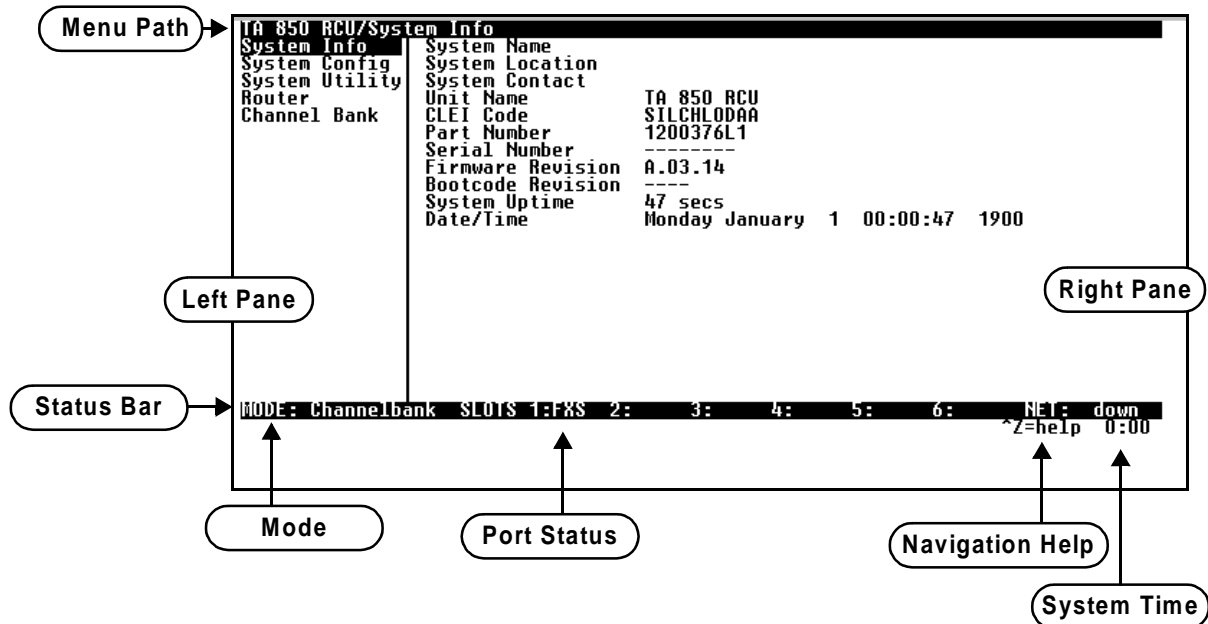 Menu Path
TA 850 RCU/System Info
System Info
System Config
System Utility
Router
Channel Bank
System Name
System Location
System Contact
Unit Name TA 850 RCU
CLEI Code SILCHLODAA
Part Number 1200376L1
Serial Number --------
Firmware Revision A.03.14
Bootcode Revision ----
System Uptime 47 secs
Date/Time Monday January 1 00:00:47 1900
Left Pane
Right Pane
Status Bar
MODE: Channelbank SLOTS 1:FXS 2: 3: 4: 5: 6: NET: down
^Z=help 0:00
Mode
Port Status
Navigation Help
System Time